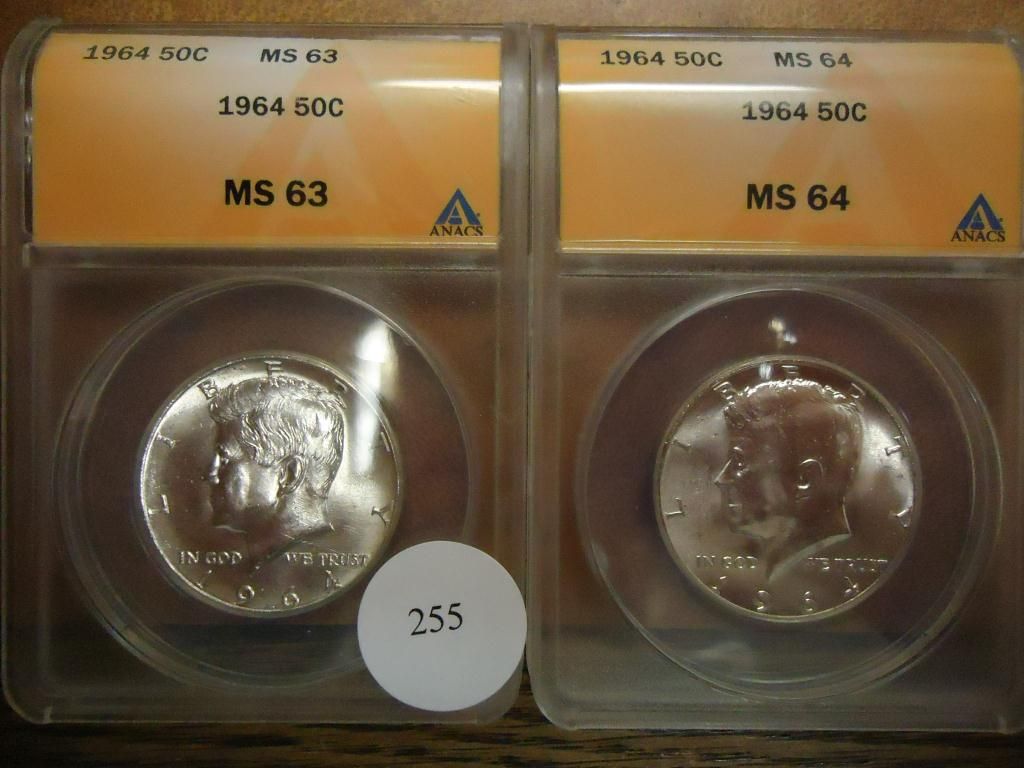 1964 50C MS 63
1964 50C
MS 63
ANACS
LIBERTY
IN GOD WE TRUST
1964
255
1964 50C MS 64
1964 50C
MS 64
ANACS
LIBERTY
IN GOD WE TRUST
1964